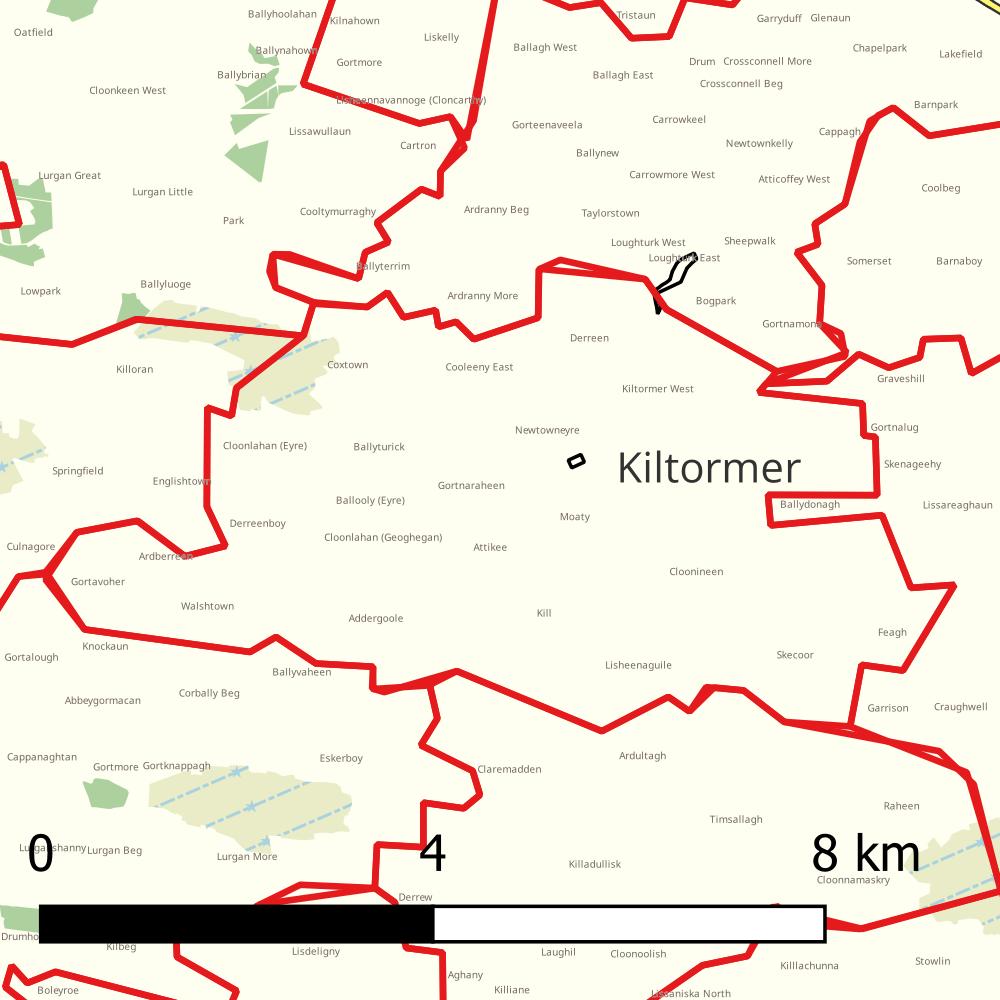 Ballyhoolahan
Kilnahown
Tristaun
Garryduff
Glenaun
Oatfield
Liskelly
Ballynahown
Ballagh West
Chapelpark
Lakefield
Gortmore
Drum
Crossconnell More
Ballybrian
Ballagh East
Crossconnell Beg
Cloonkeen West
Lisheennavannoge (Cloncarthy)
Barnpark
Lissawullaun
Gorteenaveela
Carrowkeel
Cappagh
Cartron
Newtownkelly
Ballynew
Lurgan Great
Carrowmore West
Atticoffey West
Lurgan Little
Coolbeg
Park
Cooltymurraghy
Ardranny Beg
Taylorstown
Loughturk West
Sheepwalk
Loughturk East
Ballyterrim
Somerset
Barnaboy
Lowpark
Ballyluoge
Ardranny More
Bogpark
Gortnamona
Derreen
Killoran
Coxtown
Cooleeny East
Graveshill
Kiltormer West
Newtowneyre
Gortnalug
Cloonlahan (Eyre)
Ballyturick
Kiltormer
Skenageehy
Springfield
Englishtown
Gortnaraheen
Ballooly (Eyre)
Ballydonagh
Lissareaghaun
Derreenboy
Moaty
Cloonlahan (Geoghegan)
Culnagore
Attikee
Ardberreen
Gortavoher
Cloonineen
Walshtown
Addergoole
Kill
Feagh
Knockaun
Gortalough
Skecoor
Ballyvaheen
Lisheenaguile
Abbeygormacan
Corbally Beg
Garrison
Craughwell
Cappanaghtan
Gortmore
Gortknappagh
Eskerboy
Ardultagh
Claremadden
Raheen
Timsallagh
0
4
8 km
Lurgan Beg
Lurgan More
Killadullisk
Cloonnamaskry
Derrew
Drumho
Kilbeg
Lisdeligny
Laughil
Cloonoolish
Killlachunna
Stowlin
Aghany
Boleyroe
Killiane
Lissaniska North